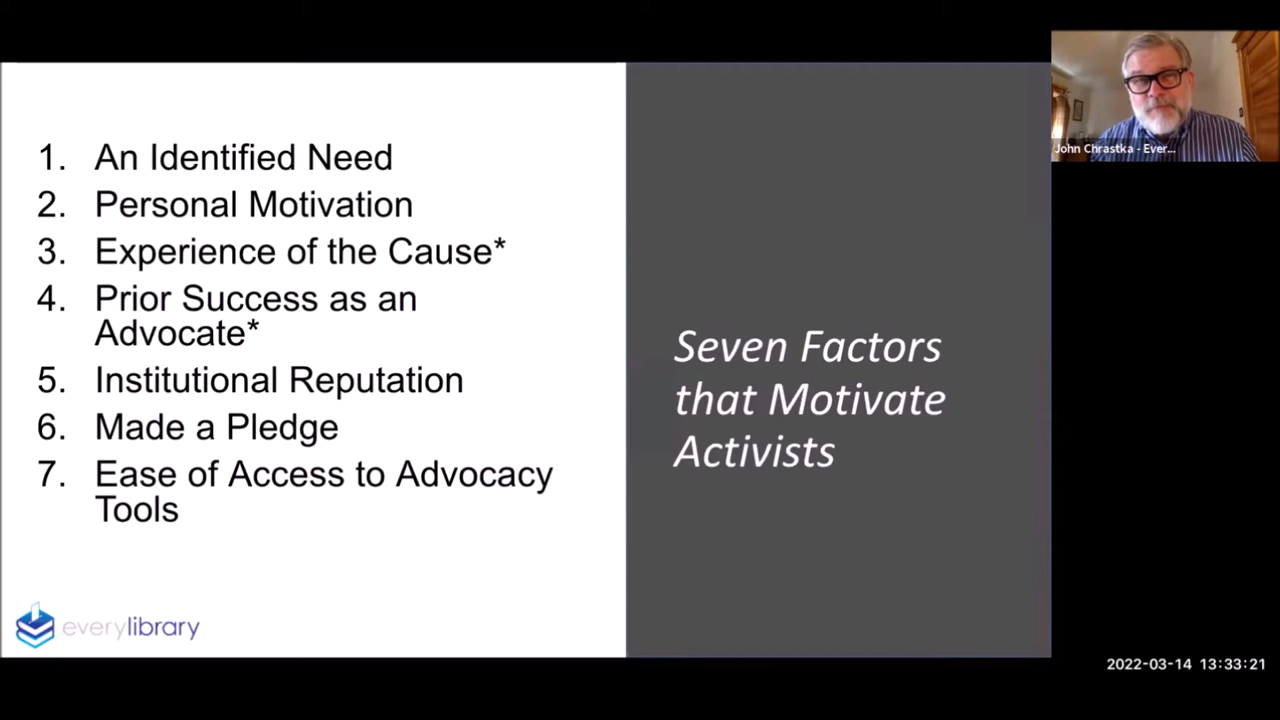 1. An Identified Need
2. Personal Motivation
3. Experience of the Cause*
4. Prior Success as an
Advocate*
5. Institutional Reputation
6. Made a Pledge
7. Ease of Access to Advocacy
Tools
Seven Factors
that Motivate
Activists
everylibrary
John Chrastka - Ever...
2022-03-14 13:33:21